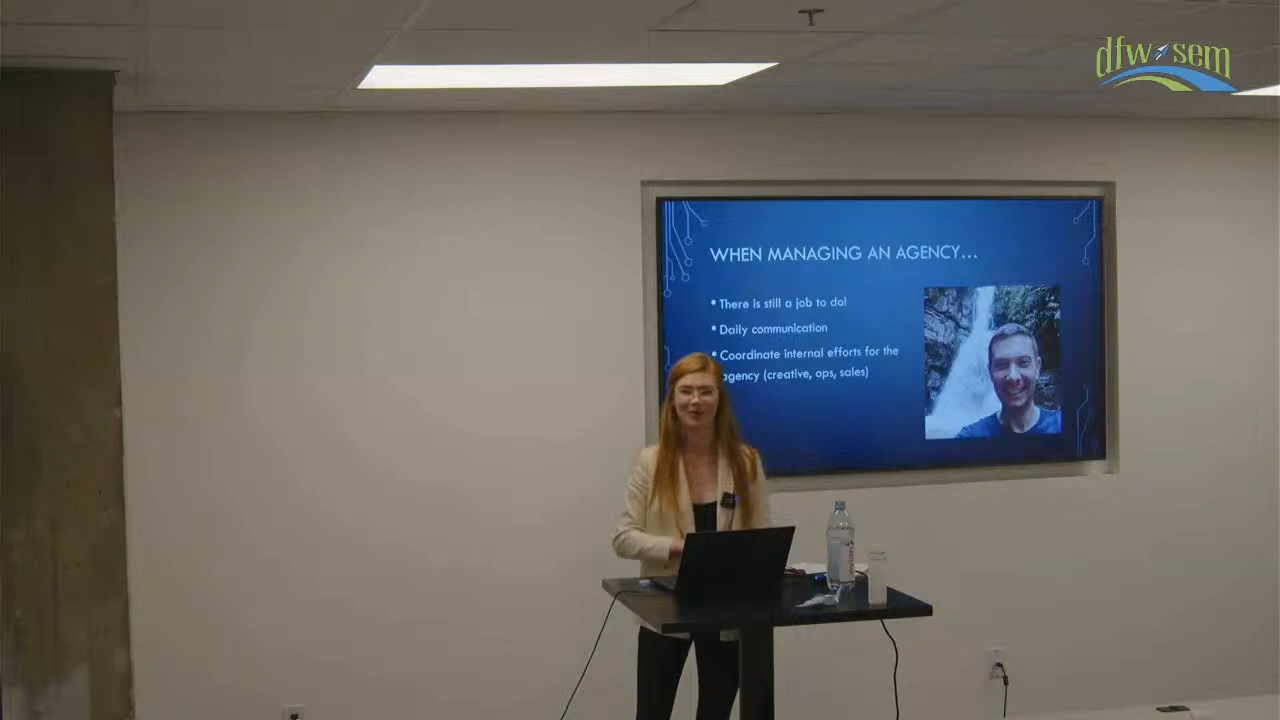 dfw sem
WHEN MANAGING AN AGENCY...
• There is still a job to do!
• Daily communication
• Coordinate internal efforts for the
agency (creative, ops, sales)